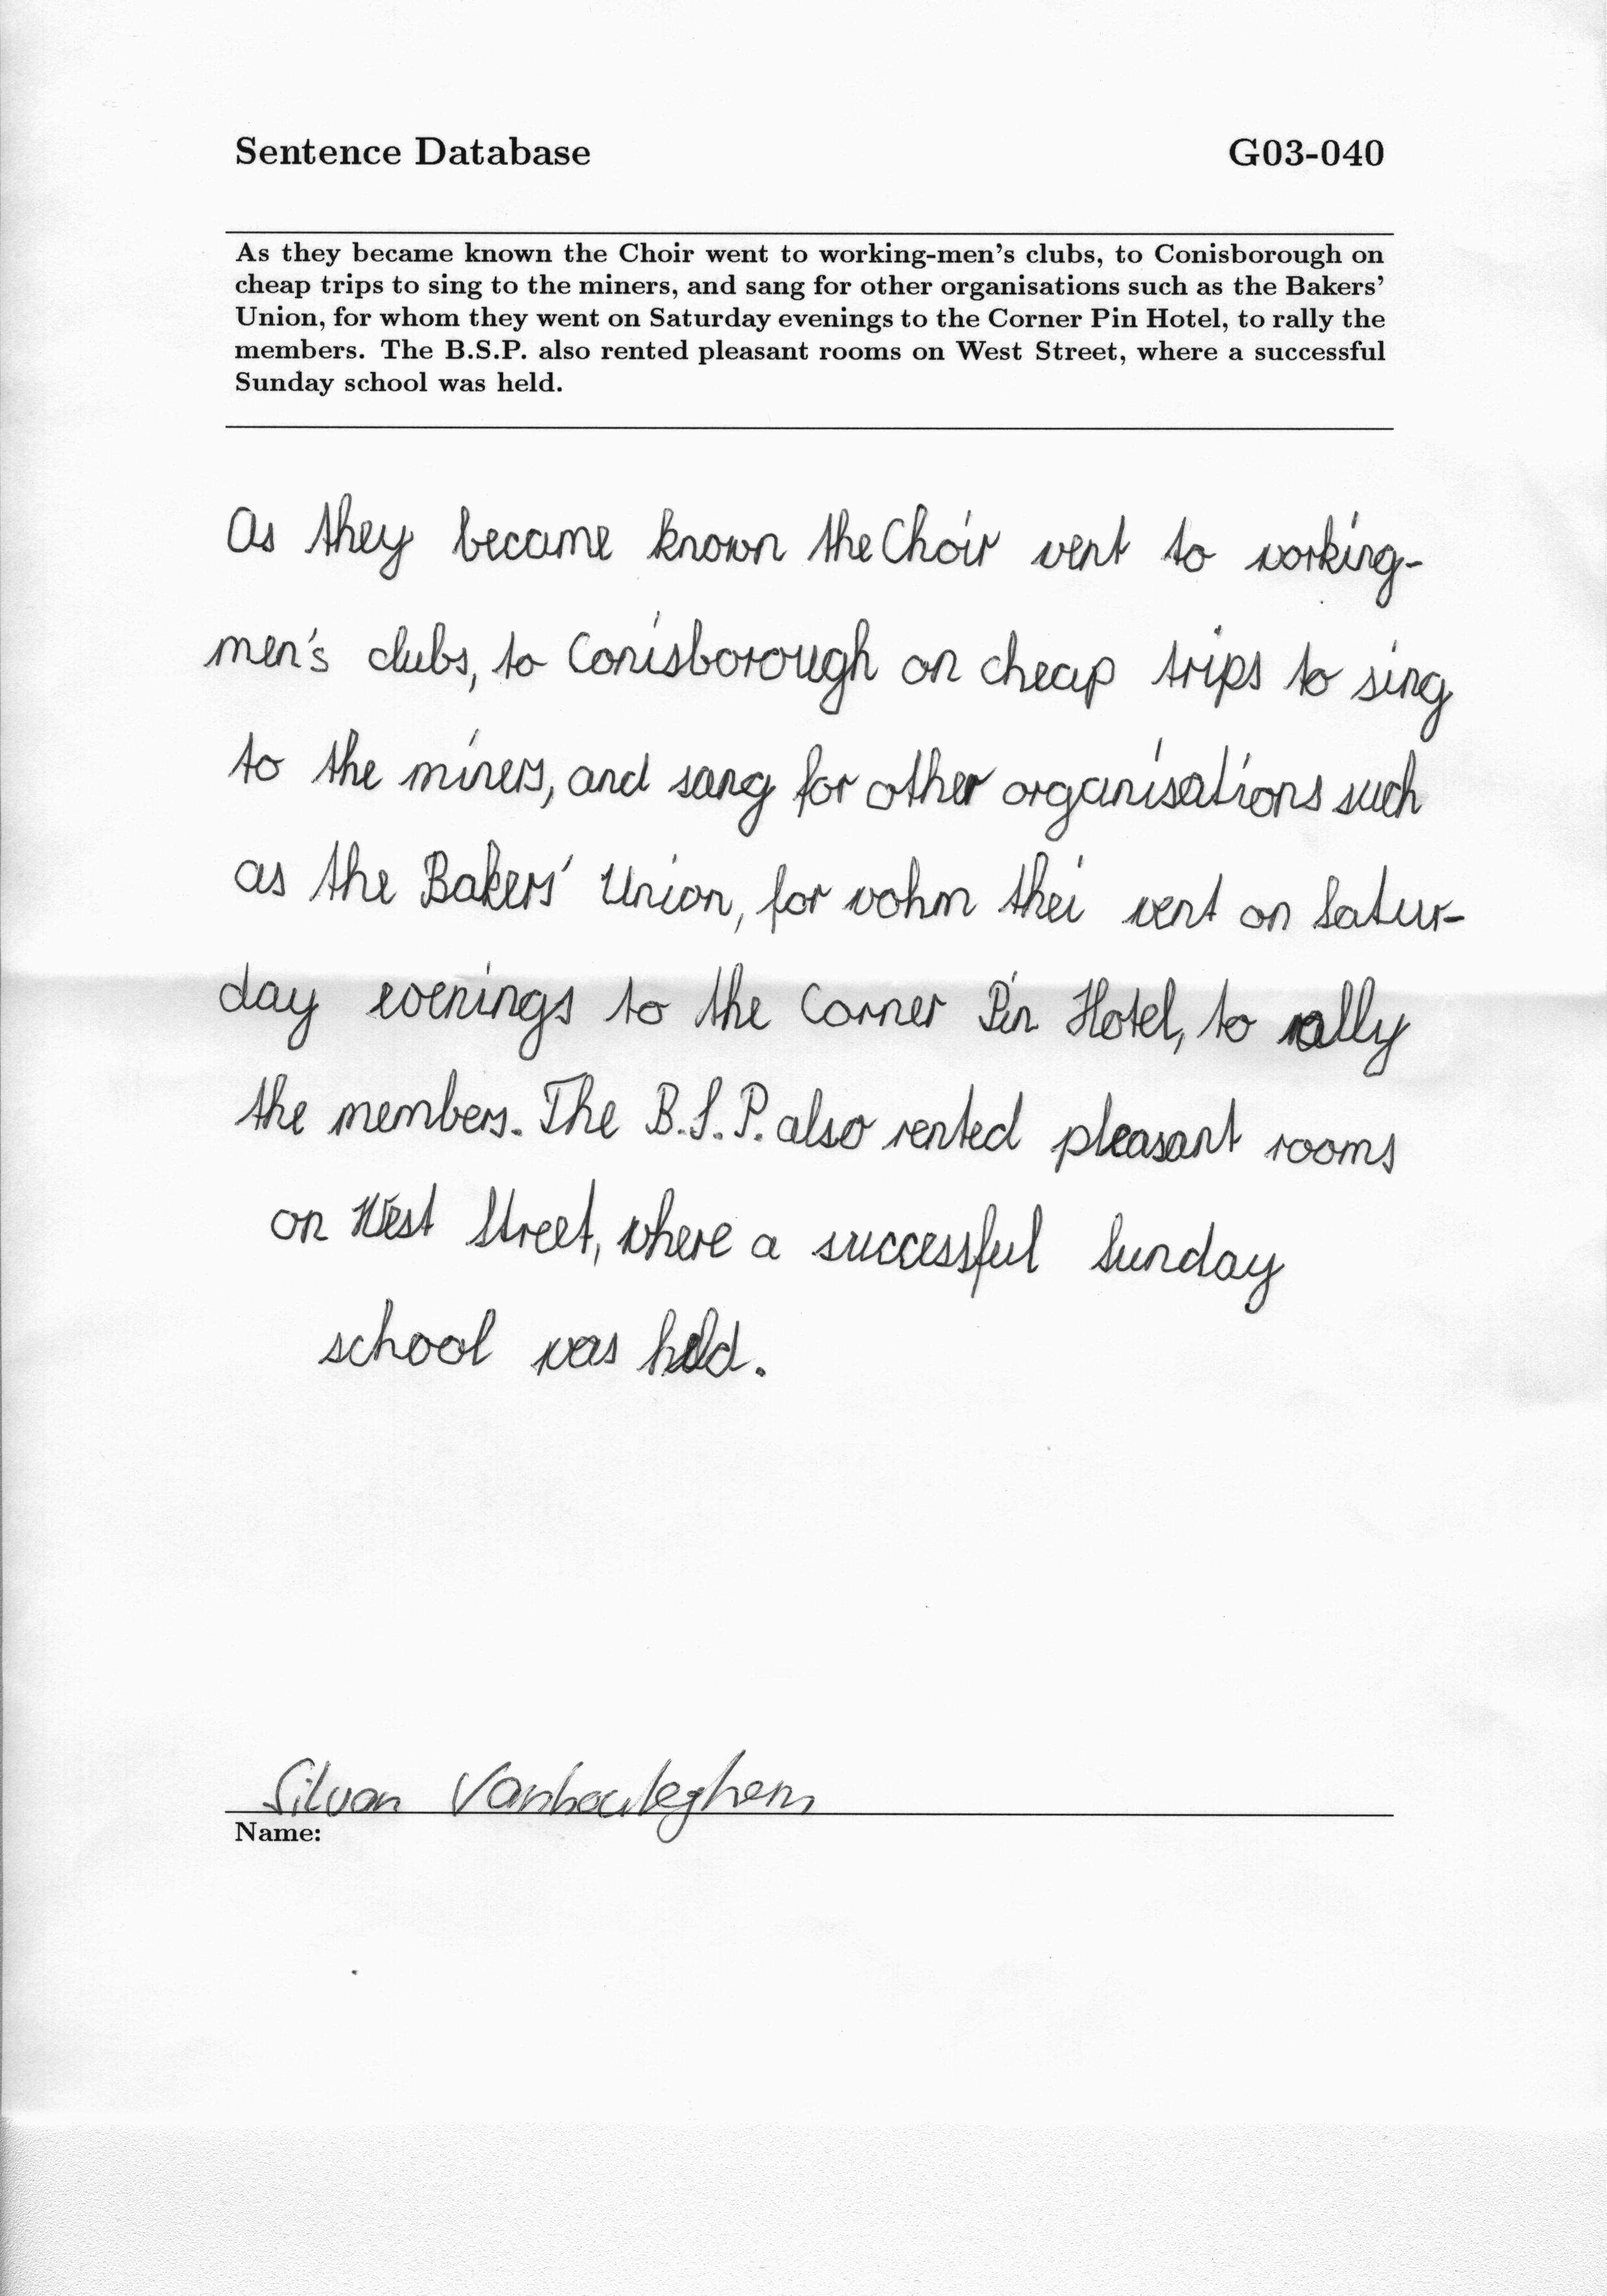 Sentence Database G03-040
As they became known the Choir went to working-men's clubs, to Conisborough on
cheap trips to sing to the miners, and sang for other organisations such as the Bakers'
Union, for whom they went on Saturday evenings to the Corner Pin Hotel, to rally the
members. The B.S.P. also rented pleasant rooms on West Street, where a successful
Sunday school was held.
As they became known the Choir went to working-
men's clubs, to Conisborough on cheap trips to sing
to the miners, and sang for other organisations such
as the Bakers' Union, for wohm thei went on Satur-
day evenings to the Corner Pin Hotel, to rally
the members. The B.S.P. also rented pleasant rooms
on West Street, where a successful Sunday
school was held.
Silvan
Name: